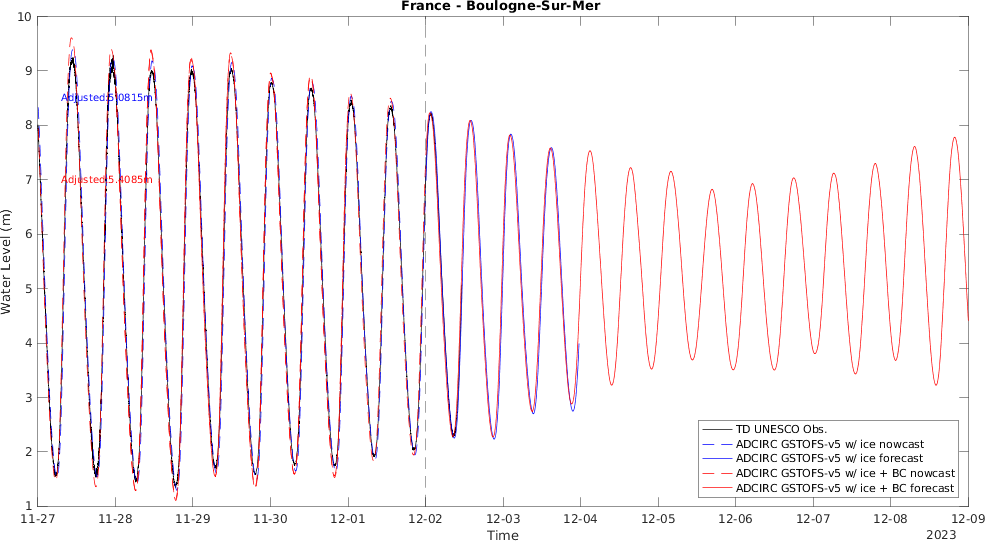 France - Boulogne-Sur-Mer
10
9
8
7
6
5
4
3
2
1
Water Level (m)
Adjusted:5.0815m
Adjusted:5.4085m
TD UNESCO Obs.
ADCIRC GSTOFS-v5 w/ ice nowcast
ADCIRC GSTOFS-v5 w/ ice forecast
ADCIRC GSTOFS-v5 w/ ice + BC nowcast
ADCIRC GSTOFS-v5 w/ ice + BC forecast
11-27 11-28 11-29 11-30 12-01 12-02 12-03 12-04 12-05 12-06 12-07 12-08 12-09
Time
2023